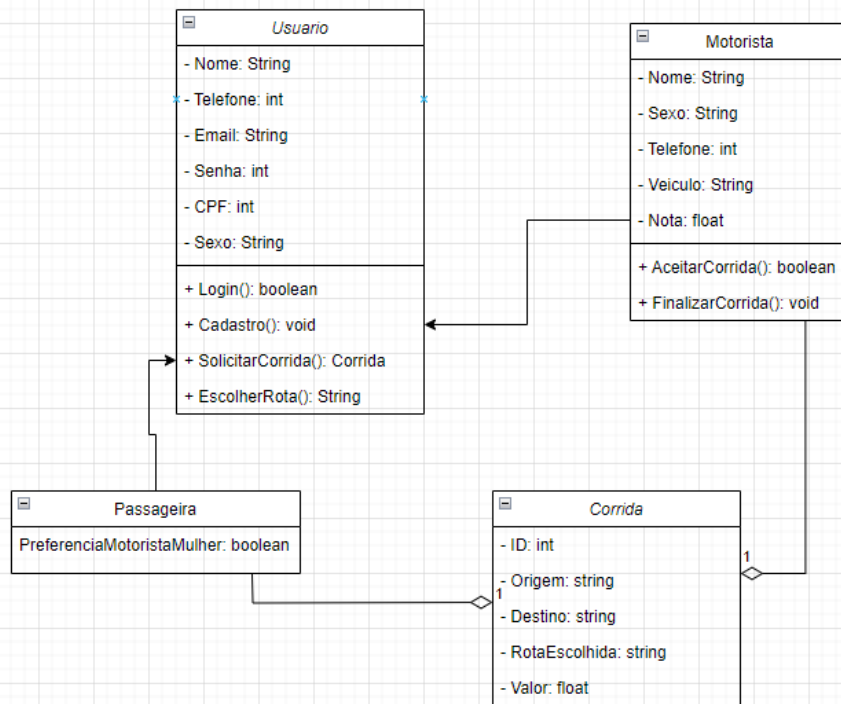 Usuario
- Nome: String
- Telefone: int
- Email: String
- Senha: int
- CPF: int
- Sexo: String
+ Login(): boolean
+ Cadastro(): void
+ SolicitarCorrida(): Corrida
+ EscolherRota(): String
Motorista
- Nome: String
- Sexo: String
- Telefone: int
- Veiculo: String
- Nota: float
+ AceitarCorrida(): boolean
+ FinalizarCorrida(): void
Passageira
PreferenciaMotoristaMulher: boolean
Corrida
- ID: int
- Origem: string
- Destino: string
- RotaEscolhida: string
- Valor: float
1
1